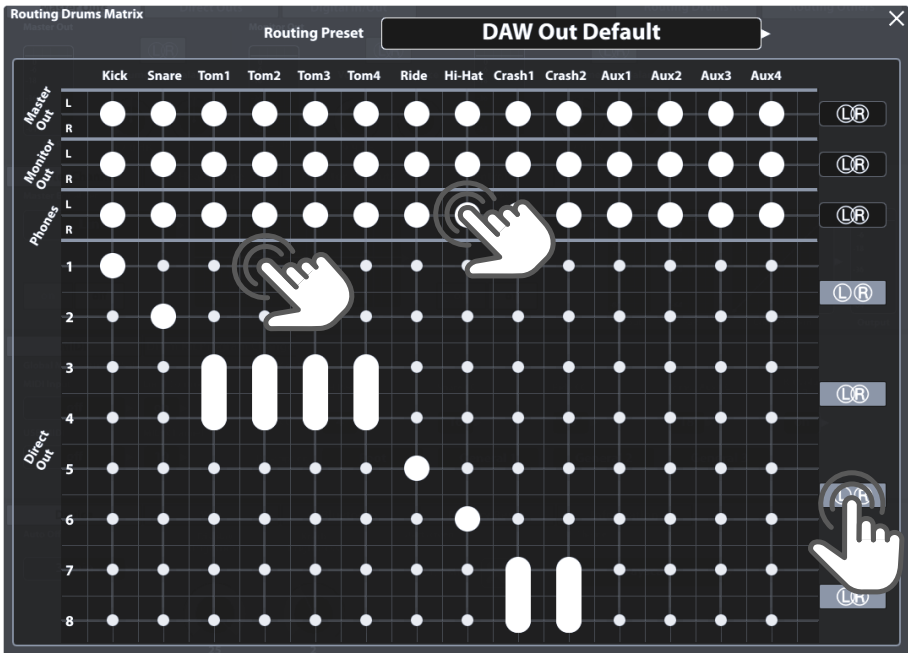 Routing Drums Matrix
Routing Preset DAW Out Default
Kick Snare Tom1 Tom2 Tom3 Tom4 Ride Hi-Hat Crash1 Crash2 Aux1 Aux2 Aux3 Aux4
Master Out
L
R
LR
Monitor Out
L
R
LR
Phones
L
R
LR
Direct Out
1
LR
2
3
LR
4
5
6
7
LR
8